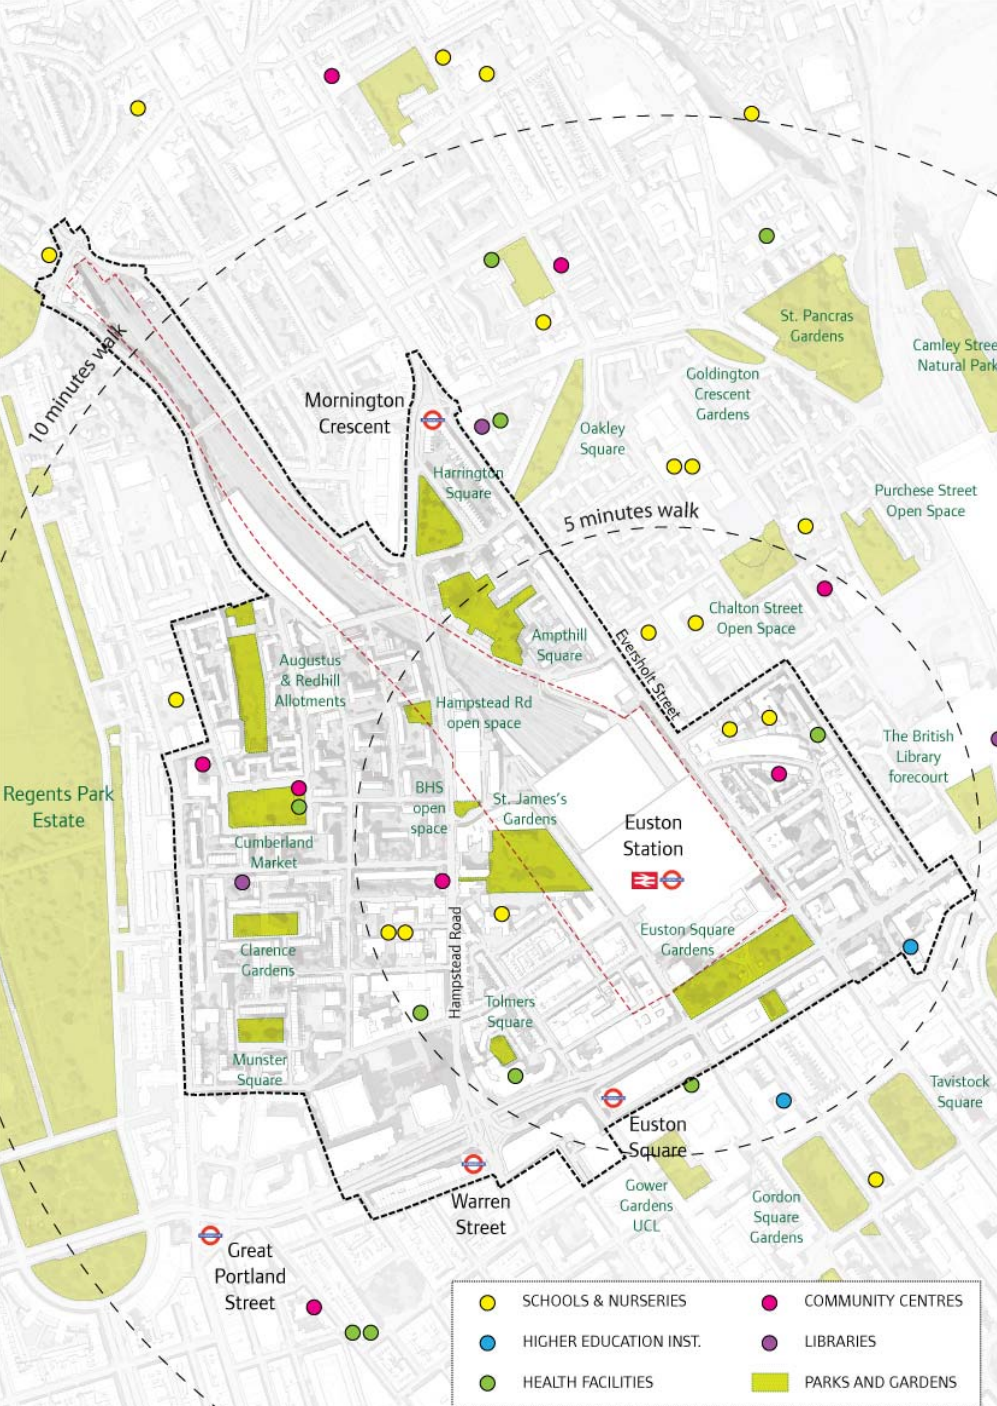 10 minutes walk
St. Pancras
Gardens
Camley Stree
Natural Park
Goldington
Crescent
Gardens
Mornington
Crescent
Oakley
Square
Harrington
Square
Purchese Street
Open Space
5 minutes walk
Chalton Street
Open Space
Ampthill
Square
Eversholt Street
Augustus
& Redhill
Allotments
Hampstead Rd
open space
The British
Library
forecourt
Regents Park
Estate
BHS
open
space
St. James's
Gardens
Euston
Station
Cumberland
Market
Hampstead Road
Euston Square
Gardens
Clarence
Gardens
Tolmers
Square
Munster
Square
Tavistock
Square
Euston
Square
Warren
Street
Gower
Gardens
UCL
Gordon
Square
Gardens
Great
Portland
Street
SCHOOLS & NURSERIES
COMMUNITY CENTRES
HIGHER EDUCATION INST.
LIBRARIES
HEALTH FACILITIES
PARKS AND GARDENS